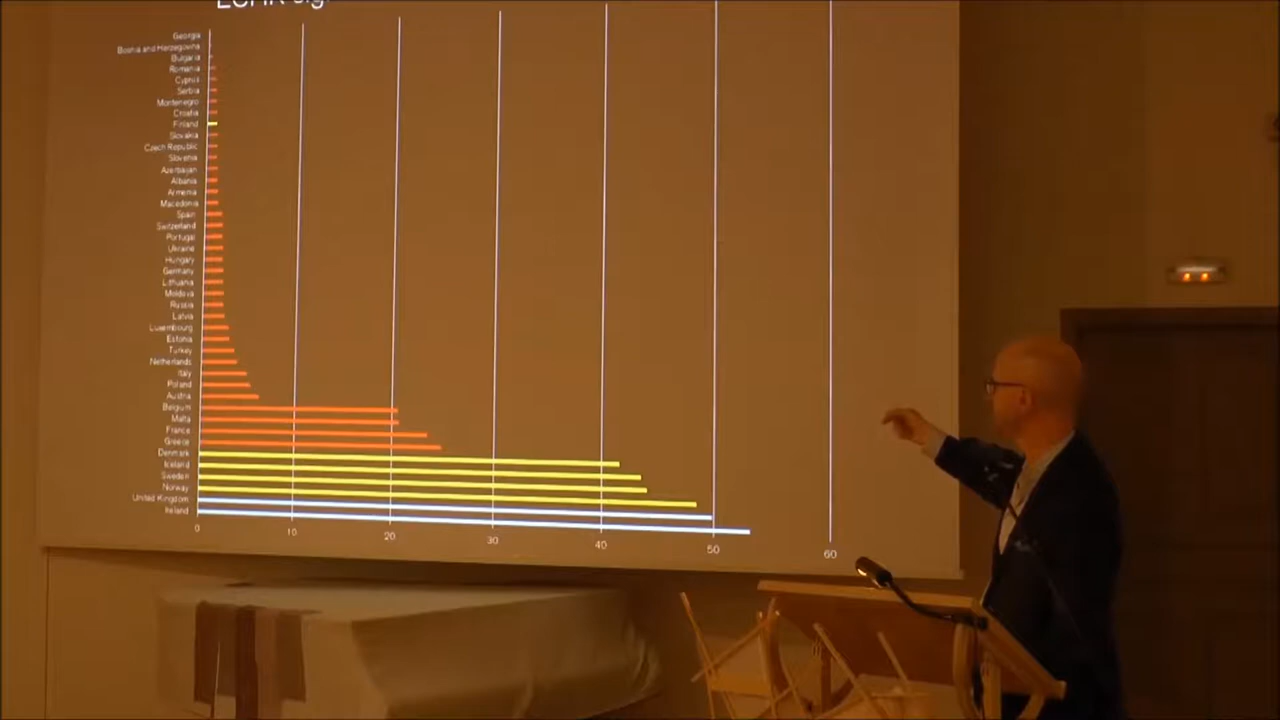 Georgia
Bosnia and Herzegovina
Bulgaria
Romania
Cyprus
Serbia
Montenegro
Croatia
Finland
Slovakia
Czech Republic
Slovenia
Azerbaijan
Albania
Armenia
Macedonia
Spain
Switzerland
Portugal
Ukraine
Hungary
Germany
Lithuania
Moldova
Russia
Latvia
Luxembourg
Estonia
Turkey
Netherlands
Italy
Poland
Austria
Belgium
Malta
France
Greece
Denmark
Iceland
Sweden
Norway
United Kingdom
Ireland
0 10 20 30 40 50 60